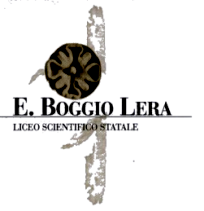 E. BOGGIO LERA
LICEO SCIENTIFICO STATALE